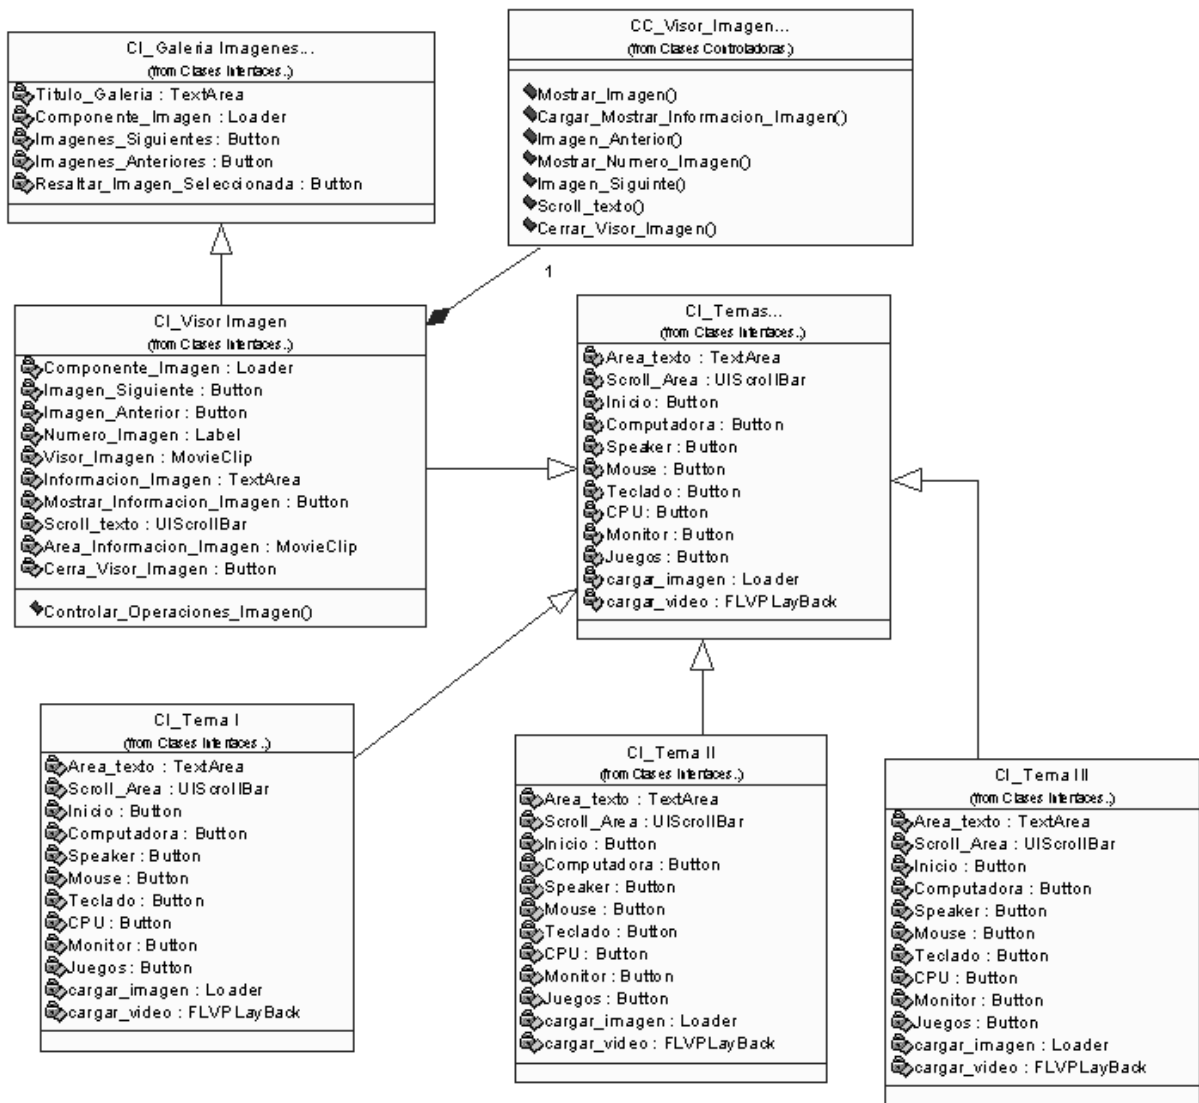 CI_Galeria Imagenes...
(from Clases Interfaces..)
Titulo_Galeria : TextArea
Componente_Imagen : Loader
Imagenes_Siguientes : Button
Imagenes_Anteriores : Button
Resaltar_Imagen_Seleccionada : Button
CC_Visor_Imagen...
(from Clases Controladoras.)
Mostrar_Imagen()
Cargar_Mostrar_Informacion_Imagen()
Imagen_Anterior()
Mostrar_Numero_Imagen()
Imagen_Siguinte()
Scroll_texto()
Cerrar_Visor_Imagen()
1
CI_Visor Imagen
(from Clases Interfaces..)
Componente_Imagen : Loader
Imagen_Siguiente : Button
Imagen_Anterior : Button
Numero_Imagen : Label
Visor_Imagen : MovieClip
Informacion_Imagen : TextArea
Mostrar_Informacion_Imagen : Button
Scroll_texto : UIScrollBar
Area_Informacion_Imagen : MovieClip
Cerra_Visor_Imagen : Button
Controlar_Operaciones_Imagen()
CI_Temas...
(from Clases Interfaces..)
Area_texto : TextArea
Scroll_Area : UIScrollBar
Inicio : Button
Computadora : Button
Speaker : Button
Mouse : Button
Teclado : Button
CPU : Button
Monitor : Button
Juegos : Button
cargar_imagen : Loader
cargar_video : FLVPLayBack
CI_Tema I
(from Clases Interfaces..)
Area_texto : TextArea
Scroll_Area : UIScrollBar
Inicio : Button
Computadora : Button
Speaker : Button
Mouse : Button
Teclado : Button
CPU : Button
Monitor : Button
Juegos : Button
cargar_imagen : Loader
cargar_video : FLVPLayBack
CI_Tema II
(from Clases Interfaces..)
Area_texto : TextArea
Scroll_Area : UIScrollBar
Inicio : Button
Computadora : Button
Speaker : Button
Mouse : Button
Teclado : Button
CPU : Button
Monitor : Button
Juegos : Button
cargar_imagen : Loader
cargar_video : FLVPLayBack
CI_Tema III
(from Clases Interfaces..)
Area_texto : TextArea
Scroll_Area : UIScrollBar
Inicio : Button
Computadora : Button
Speaker : Button
Mouse : Button
Teclado : Button
CPU : Button
Monitor : Button
Juegos : Button
cargar_imagen : Loader
cargar_video : FLVPLayBack